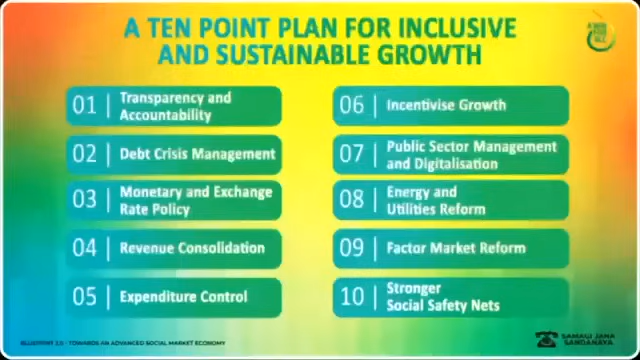 A TEN POINT PLAN FOR INCLUSIVE
AND SUSTAINABLE GROWTH
01
Transparency and
Accountability
02
Debt Crisis Management
03
Monetary and Exchange
Rate Policy
04
Revenue Consolidation
05
Expenditure Control
06
Incentivise Growth
07
Public Sector Management
and Digitalisation
08
Energy and
Utilities Reform
09
Factor Market Reform
10
Stronger
Social Safety Nets
BLUEPRINT 3.0 - TOWARDS AN ADVANCED SOCIAL MARKET ECONOMY
SAMAGI JANA
SANDANAYA